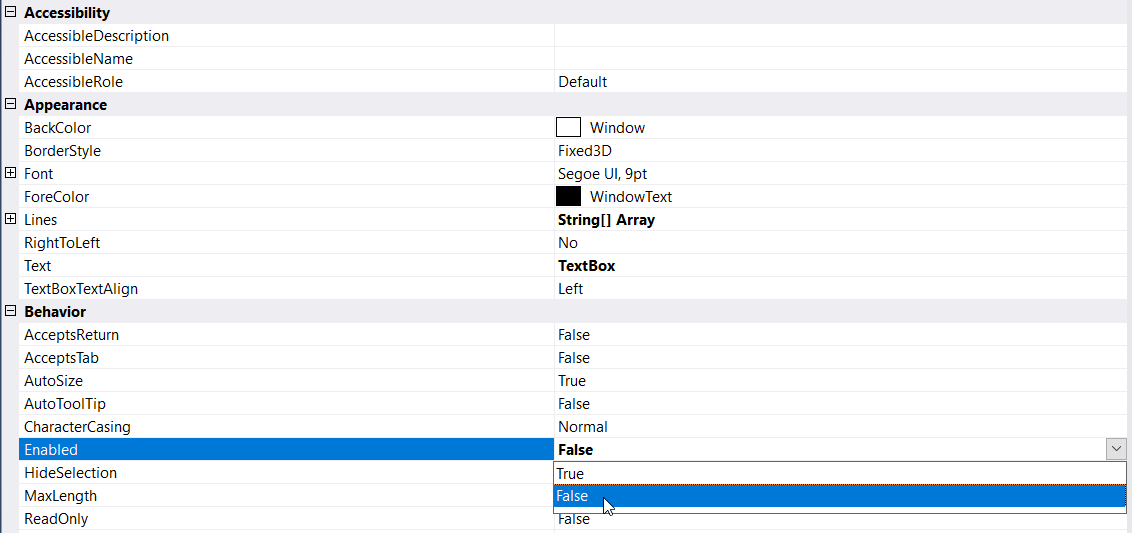 Accessibility
AccessibleDescription
AccessibleName
AccessibleRole Default
Appearance
BackColor Window
BorderStyle Fixed3D
Font Segoe UI, 9pt
ForeColor WindowText
Lines String[] Array
RightToLeft No
Text TextBox
TextBoxTextAlign Left
Behavior
AcceptsReturn False
AcceptsTab False
AutoSize True
AutoToolTip False
CharacterCasing Normal
Enabled False
HideSelection True
MaxLength False
ReadOnly False